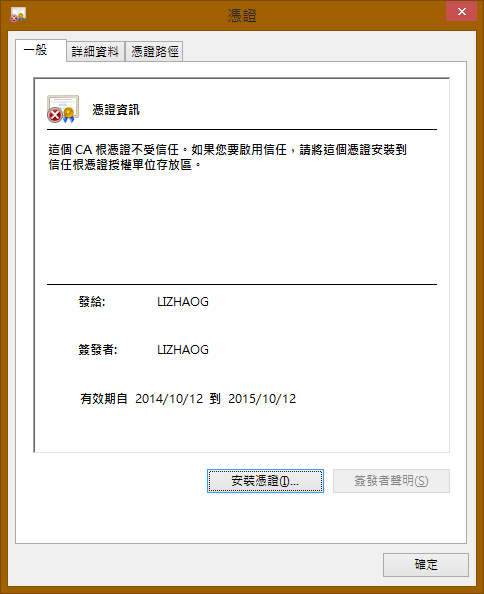 憑證
一般
詳細資料
憑證路徑
憑證資訊
這個 CA 根憑證不受信任。如果您要啟用信任，請將這個憑證安裝到
信任根憑證授權單位存放區。
發給: LIZHAOG
簽發者: LIZHAOG
有效期自 2014/10/12 到 2015/10/12
安裝憑證(I)...
簽發者聲明(S)
確定